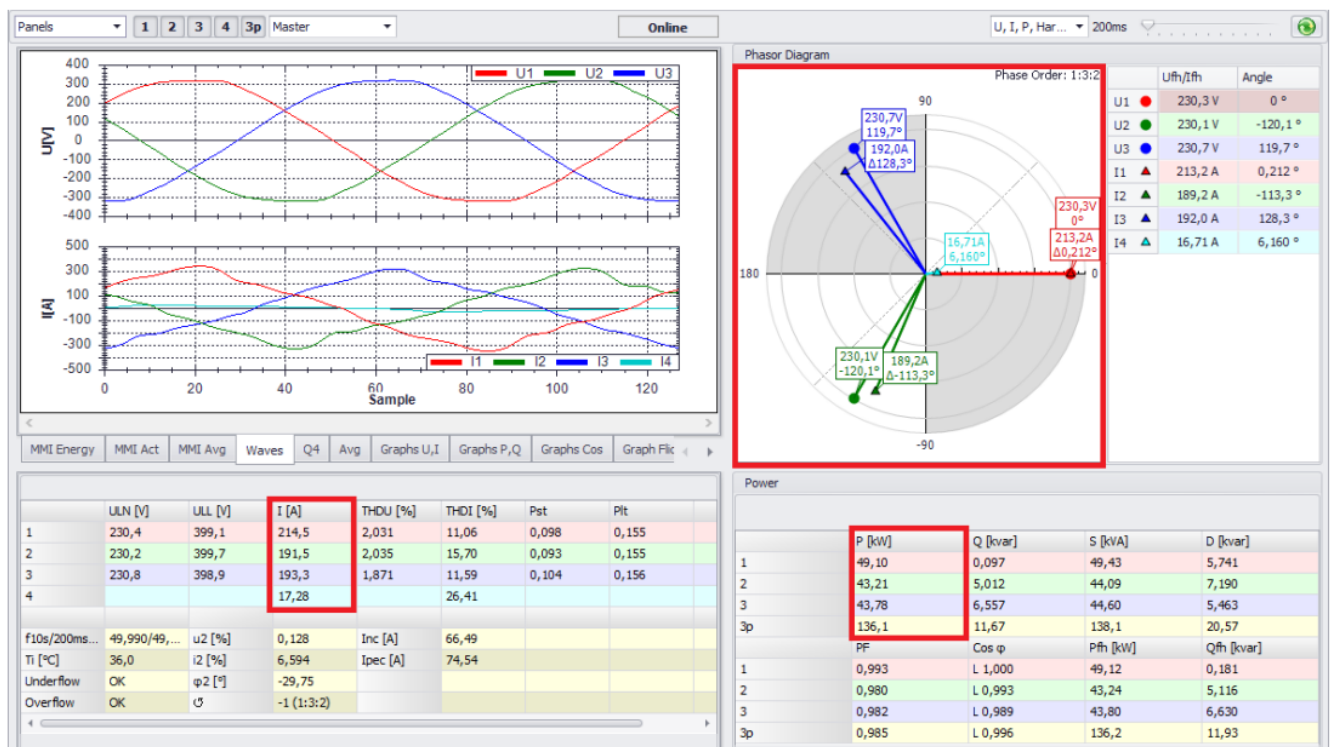 Panels 1 2 3 4 3p Master Online U, I, P, Har... 200ms
400
300
200
100
0
-100
-200
-300
-400
U[V]
U1 U2 U3
500
300
100
-100
-300
-500
I[A]
I1 I2 I3 I4
0 20 40 60 80 100 120
Sample
MMI Energy MMI Act MMI Avg Waves Q4 Avg Graphs U,I Graphs P,Q Graphs Cos Graph Flic
Phasor Diagram
Phase Order: 1:3:2
90
180
0
-90
230,7V
119,7°
192,0A
Δ128,3°
230,3V
0°
213,2A
Δ0,212°
16,71A
6,160°
230,1V
-120,1°
189,2A
Δ-113,3°
Ufh/Ifh Angle
U1 230,3 V 0 °
U2 230,1 V -120,1 °
U3 230,7 V 119,7 °
I1 213,2 A 0,212 °
I2 189,2 A -113,3 °
I3 192,0 A 128,3 °
I4 16,71 A 6,160 °
ULN [V] ULL [V] I [A] THDU [%] THDI [%] Pst Plt
1 230,4 399,1 214,5 2,031 11,06 0,098 0,155
2 230,2 399,7 191,5 2,035 15,70 0,093 0,155
3 230,8 398,9 193,3 1,871 11,59 0,104 0,156
4 17,28 26,41
f10s/200ms... 49,990/49,... u2 [%] 0,128 Inc [A] 66,49
Ti [°C] 36,0 i2 [%] 6,594 Ipec [A] 74,54
Underflow OK φ2 [°] -29,75
Overflow OK ↺ -1 (1:3:2)
Power
P [kW] Q [kvar] S [kVA] D [kvar]
1 49,10 0,097 49,43 5,741
2 43,21 5,012 44,09 7,190
3 43,78 6,557 44,60 5,463
3p 136,1 11,67 138,1 20,57
PF Cos φ Pfh [kW] Qfh [kvar]
1 0,993 L 1,000 49,12 0,181
2 0,980 L 0,993 43,24 5,116
3 0,982 L 0,989 43,80 6,630
3p 0,985 L 0,996 136,2 11,93